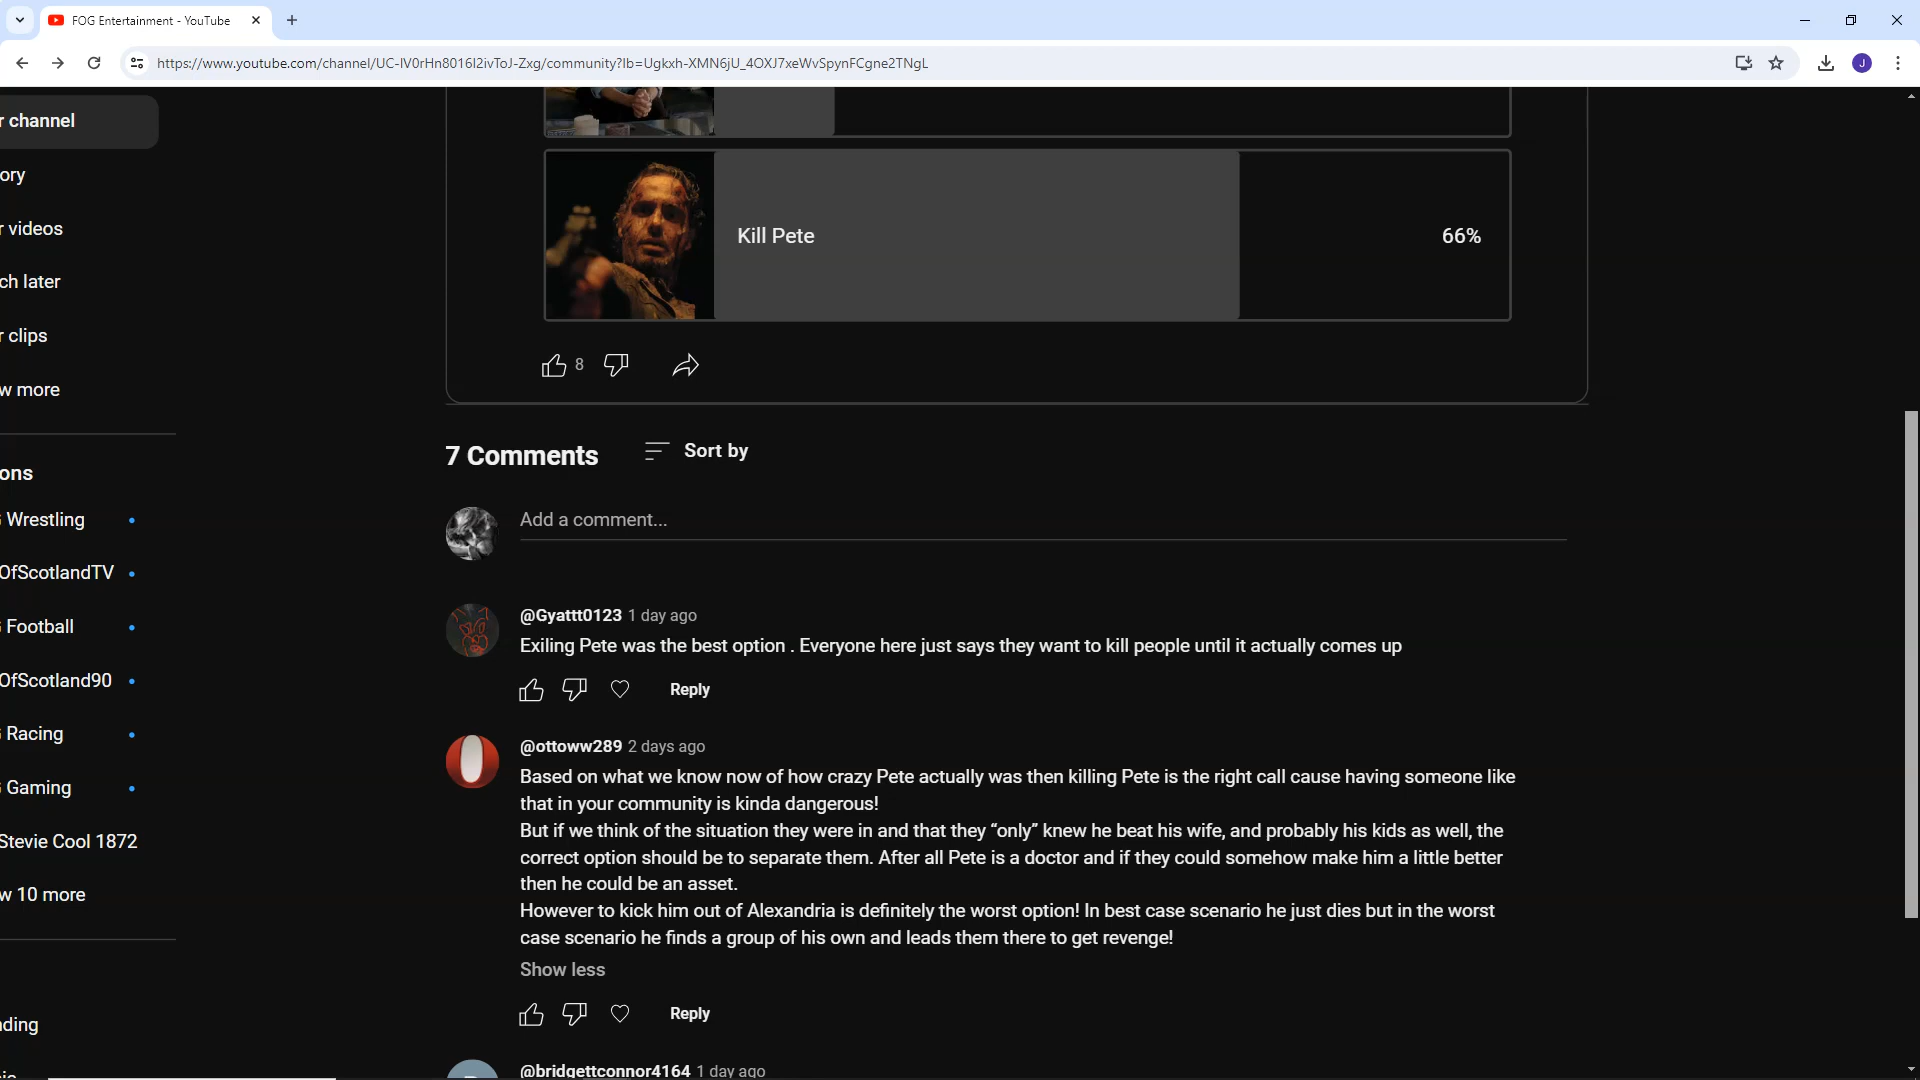 FOG Entertainment - YouTube
https://www.youtube.com/channel/UC-IV0rHn8016I2ivToJ-Zxg/community?lb=Ugkxh-XMN6jU_4OXJ7xeWvSpynFCgne2TNgL
J
r channel
ory
r videos
ch later
r clips
w more
ons
Wrestling
OfScotlandTV
Football
OfScotland90
Racing
Gaming
Stevie Cool 1872
w 10 more
ding
Kill Pete
66%
8
7 Comments
Sort by
Add a comment...
@Gyattt0123 1 day ago
Exiling Pete was the best option . Everyone here just says they want to kill people until it actually comes up
Reply
@ottoww289 2 days ago
Based on what we know now of how crazy Pete actually was then killing Pete is the right call cause having someone like
that in your community is kinda dangerous!
But if we think of the situation they were in and that they “only” knew he beat his wife, and probably his kids as well, the
correct option should be to separate them. After all Pete is a doctor and if they could somehow make him a little better
then he could be an asset.
However to kick him out of Alexandria is definitely the worst option! In best case scenario he just dies but in the worst
case scenario he finds a group of his own and leads them there to get revenge!
Show less
Reply
@bridgettconnor4164 1 day ago